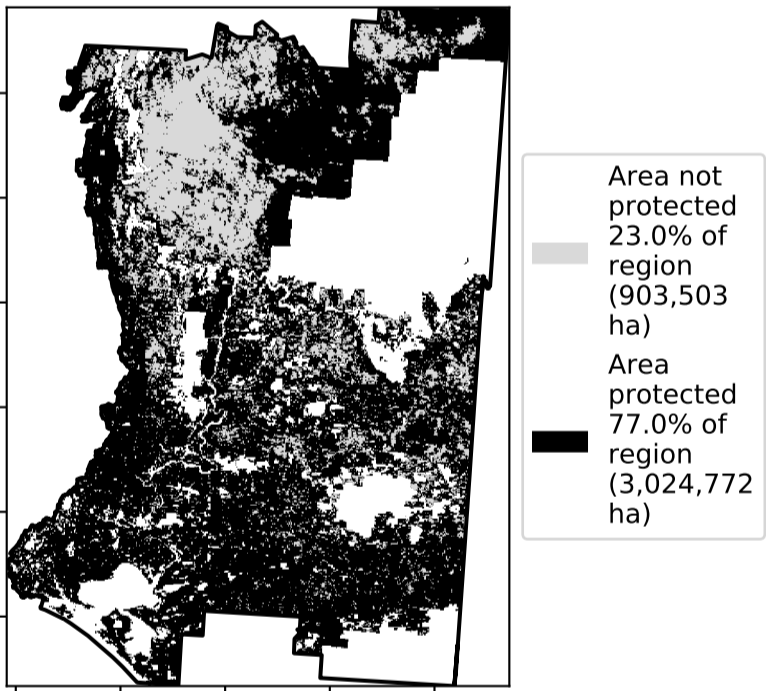 Area not
protected
23.0% of
region
(903,503
ha)
Area
protected
77.0% of
region
(3,024,772
ha)